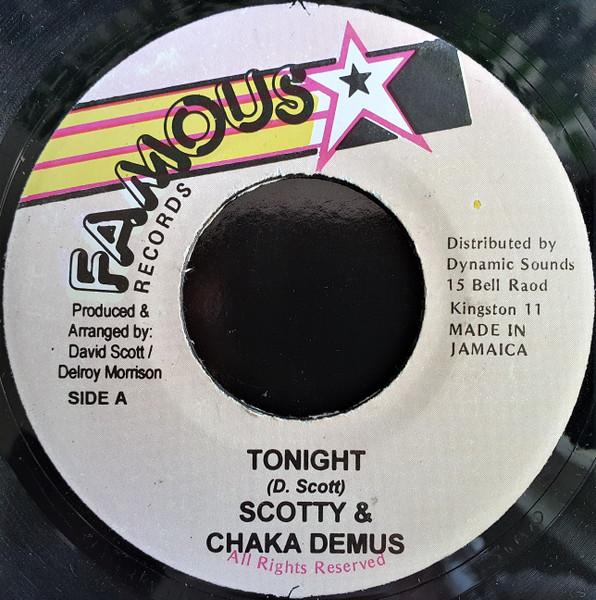 FAMOUS
RECORDS
Produced &
Arranged by:
David Scott /
Delroy Morrison
SIDE A
Distributed by
Dynamic Sounds
15 Bell Raod
Kingston 11
MADE IN
JAMAICA
TONIGHT
(D. Scott)
SCOTTY &
CHAKA DEMUS
All Rights Reserved